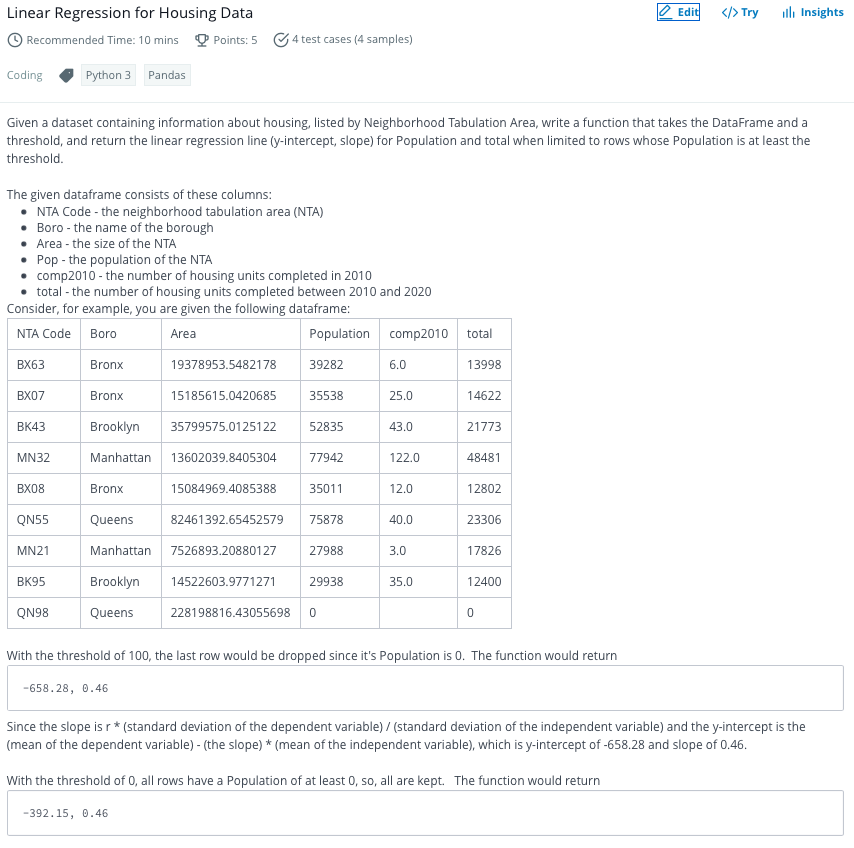 Linear Regression for Housing Data
Edit
</> Try
Insights
Recommended Time: 10 mins
Points: 5
4 test cases (4 samples)
Coding
Python 3
Pandas
Given a dataset containing information about housing, listed by Neighborhood Tabulation Area, write a function that takes the DataFrame and a
threshold, and return the linear regression line (y-intercept, slope) for Population and total when limited to rows whose Population is at least the
threshold.
The given dataframe consists of these columns:
• NTA Code - the neighborhood tabulation area (NTA)
• Boro - the name of the borough
• Area - the size of the NTA
• Pop - the population of the NTA
• comp2010 - the number of housing units completed in 2010
• total - the number of housing units completed between 2010 and 2020
Consider, for example, you are given the following dataframe:
NTA Code Boro Area Population comp2010 total
BX63 Bronx 19378953.5482178 39282 6.0 13998
BX07 Bronx 15185615.0420685 35538 25.0 14622
BK43 Brooklyn 35799575.0125122 52835 43.0 21773
MN32 Manhattan 13602039.8405304 77942 122.0 48481
BX08 Bronx 15084969.4085388 35011 12.0 12802
QN55 Queens 82461392.65452579 75878 40.0 23306
MN21 Manhattan 7526893.20880127 27988 3.0 17826
BK95 Brooklyn 14522603.9771271 29938 35.0 12400
QN98 Queens 228198816.43055698 0 0
With the threshold of 100, the last row would be dropped since it's Population is 0. The function would return
-658.28, 0.46
Since the slope is r * (standard deviation of the dependent variable) / (standard deviation of the independent variable) and the y-intercept is the
(mean of the dependent variable) - (the slope) * (mean of the independent variable), which is y-intercept of -658.28 and slope of 0.46.
With the threshold of 0, all rows have a Population of at least 0, so, all are kept. The function would return
-392.15, 0.46